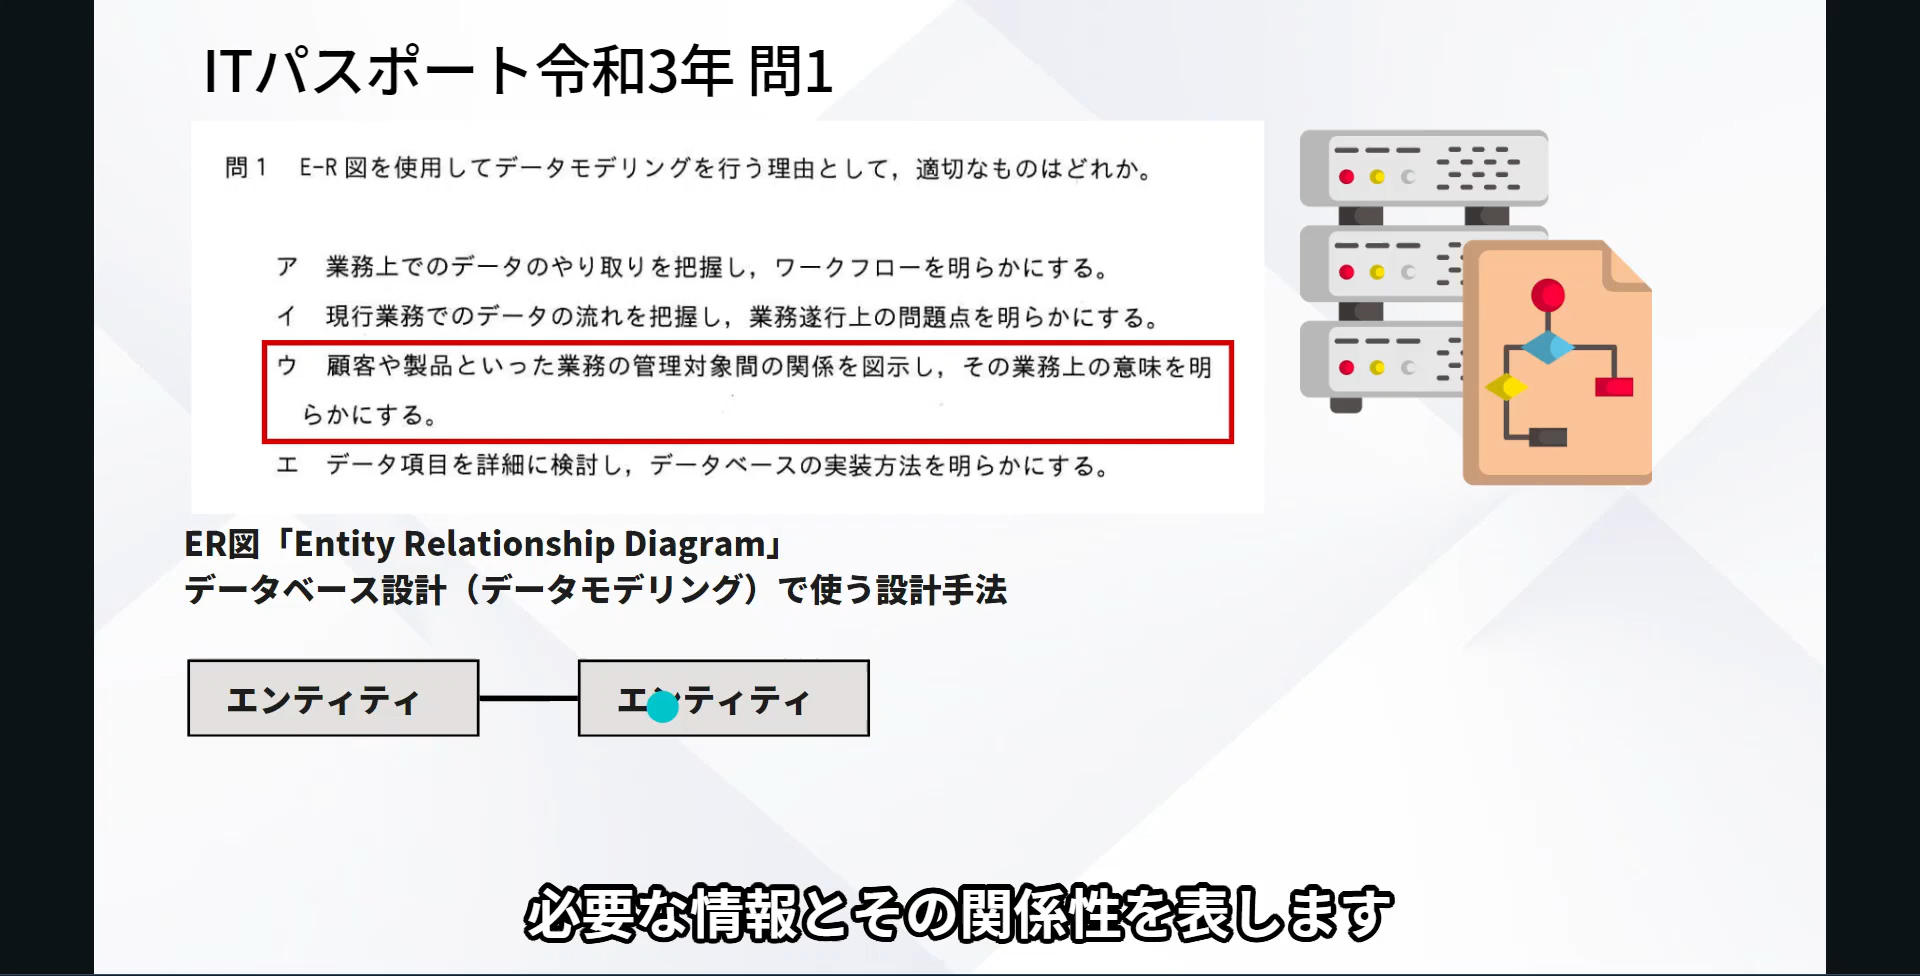 ITパスポート令和3年 問1
問1 E-R図を使用してデータモデリングを行う理由として，適切なものはどれか。
ア 業務上でのデータのやり取りを把握し，ワークフローを明らかにする。
イ 現行業務でのデータの流れを把握し，業務遂行上の問題点を明らかにする。
ウ 顧客や製品といった業務の管理対象間の関係を図示し，その業務上の意味を明
らかにする。
エ データ項目を詳細に検討し，データベースの実装方法を明らかにする。
ER図「Entity Relationship Diagram」
データベース設計（データモデリング）で使う設計手法
エンティティ
エンティティ
必要な情報とその関係性を表します